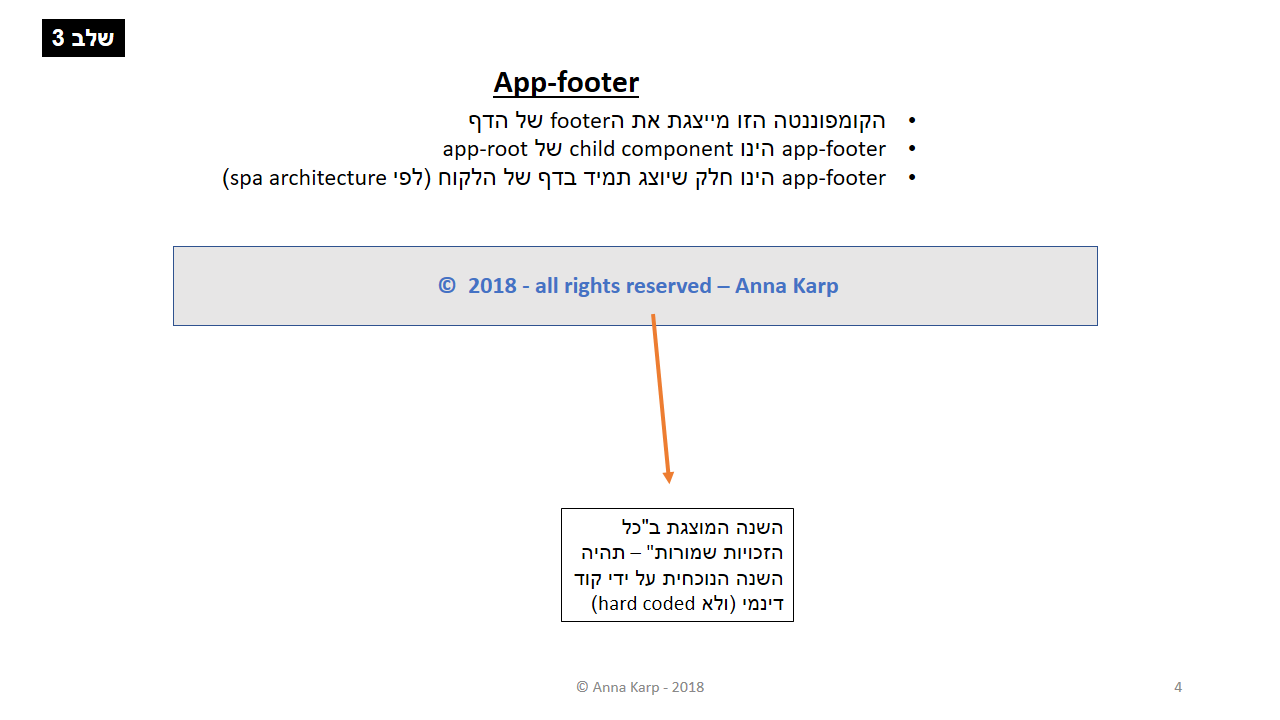 שלב 3
App-footer
• הקומפוננטה הזו מייצגת את הfooter של הדף
• app-footer הינו child component של app-root
• app-footer הינו חלק שיוצג תמיד בדף של הלקוח (לפי spa architecture)
© 2018 - all rights reserved – Anna Karp
השנה המוצגת ב"כל
הזכויות שמורות" – תהיה
השנה הנוכחית על ידי קוד
דינמי (ולא hard coded)
© Anna Karp - 2018
4